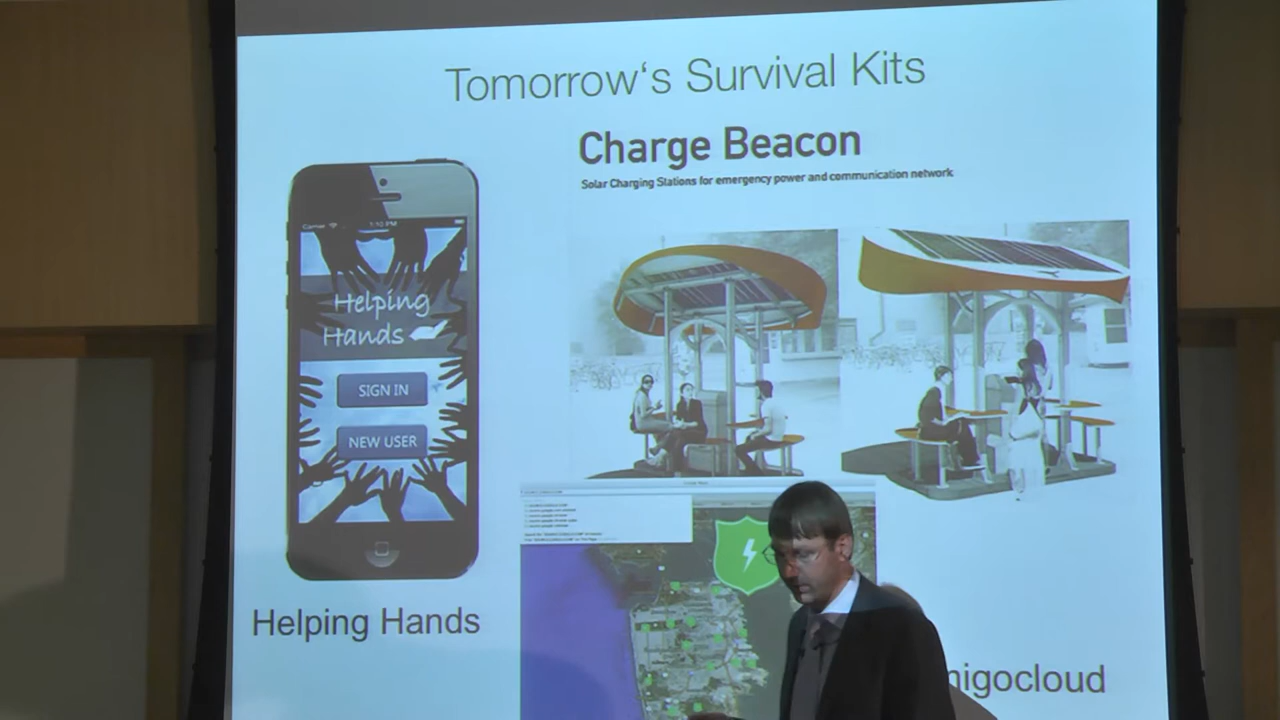 Tomorrow‘s Survival Kits
Charge Beacon
Solar Charging Stations for emergency power and communication network
Carrier
Helping
Hands
SIGN IN
NEW USER
Helping Hands
migocloud